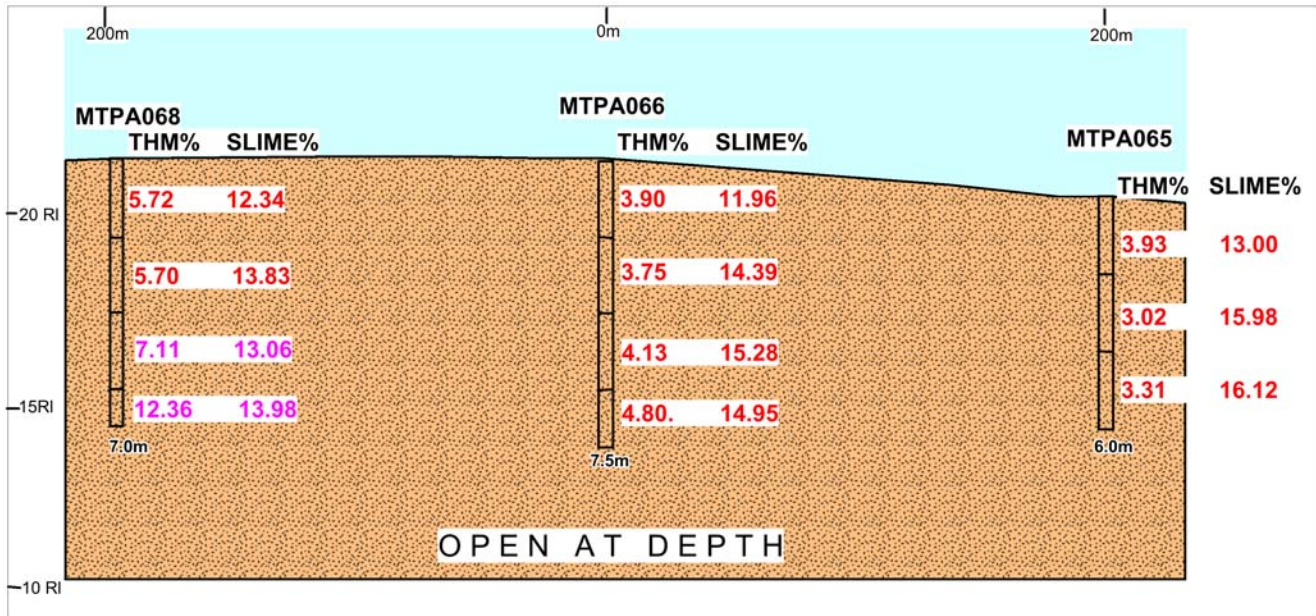 200m 0m 200m
MTPA068
THM% SLIME%
5.72 12.34
5.70 13.83
7.11 13.06
12.36 13.98
7.0m
MTPA066
THM% SLIME%
3.90 11.96
3.75 14.39
4.13 15.28
4.80. 14.95
7.5m
MTPA065
THM% SLIME%
3.93 13.00
3.02 15.98
3.31 16.12
6.0m
20 Rl
15Rl
10 Rl
OPEN AT DEPTH